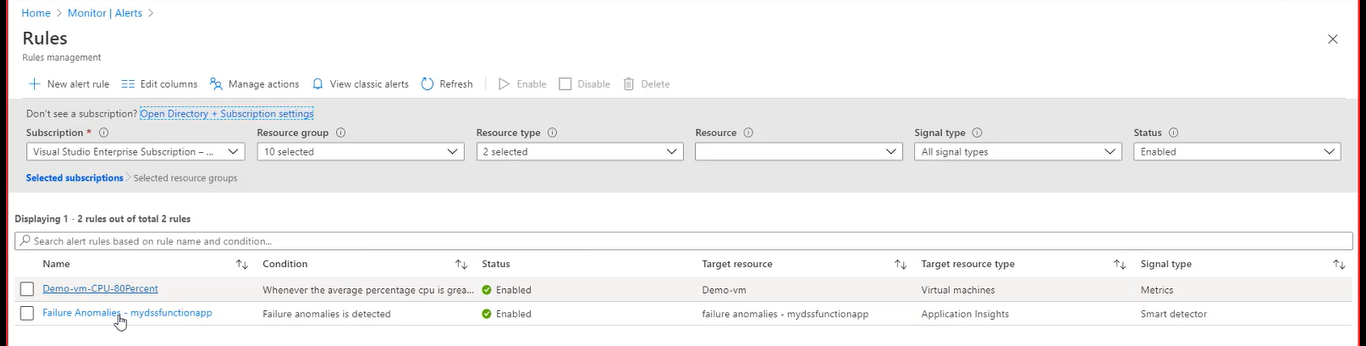 Home > Monitor | Alerts >
Rules
Rules management
New alert rule Edit columns Manage actions View classic alerts Refresh Enable Disable Delete
Don't see a subscription? Open Directory + Subscription settings
Subscription * Resource group Resource type Resource Signal type Status
Visual Studio Enterprise Subscription – ... 10 selected 2 selected All signal types Enabled
Selected subscriptions > Selected resource groups
Displaying 1 - 2 rules out of total 2 rules
Search alert rules based on rule name and condition...
Name Condition Status Target resource Target resource type Signal type
Demo-vm-CPU-80Percent Whenever the average percentage cpu is grea... Enabled Demo-vm Virtual machines Metrics
Failure Anomalies - mydssfunctionapp Failure anomalies is detected Enabled failure anomalies - mydssfunctionapp Application Insights Smart detector